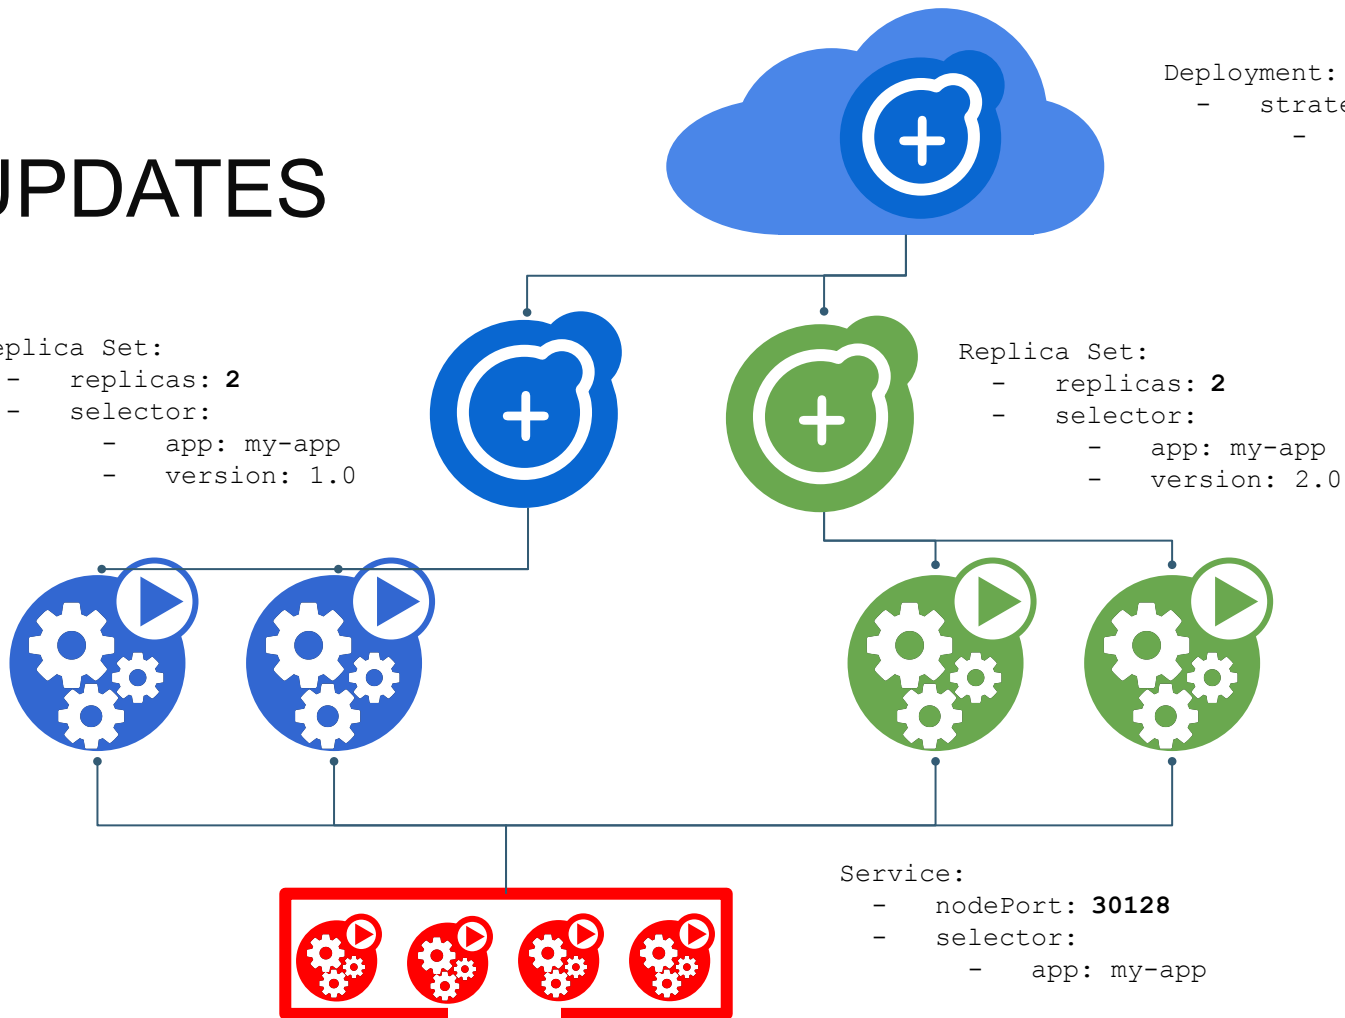 Deployment:
-
-
UPDATES
Replica Set:
- replicas: 2
- selector:
- app: my-app
- version: 1.0
Replica Set:
- replicas: 2
- selector:
- app: my-app
- version: 2.0
Service:
- nodePort: 30128
- selector:
- app: my-app